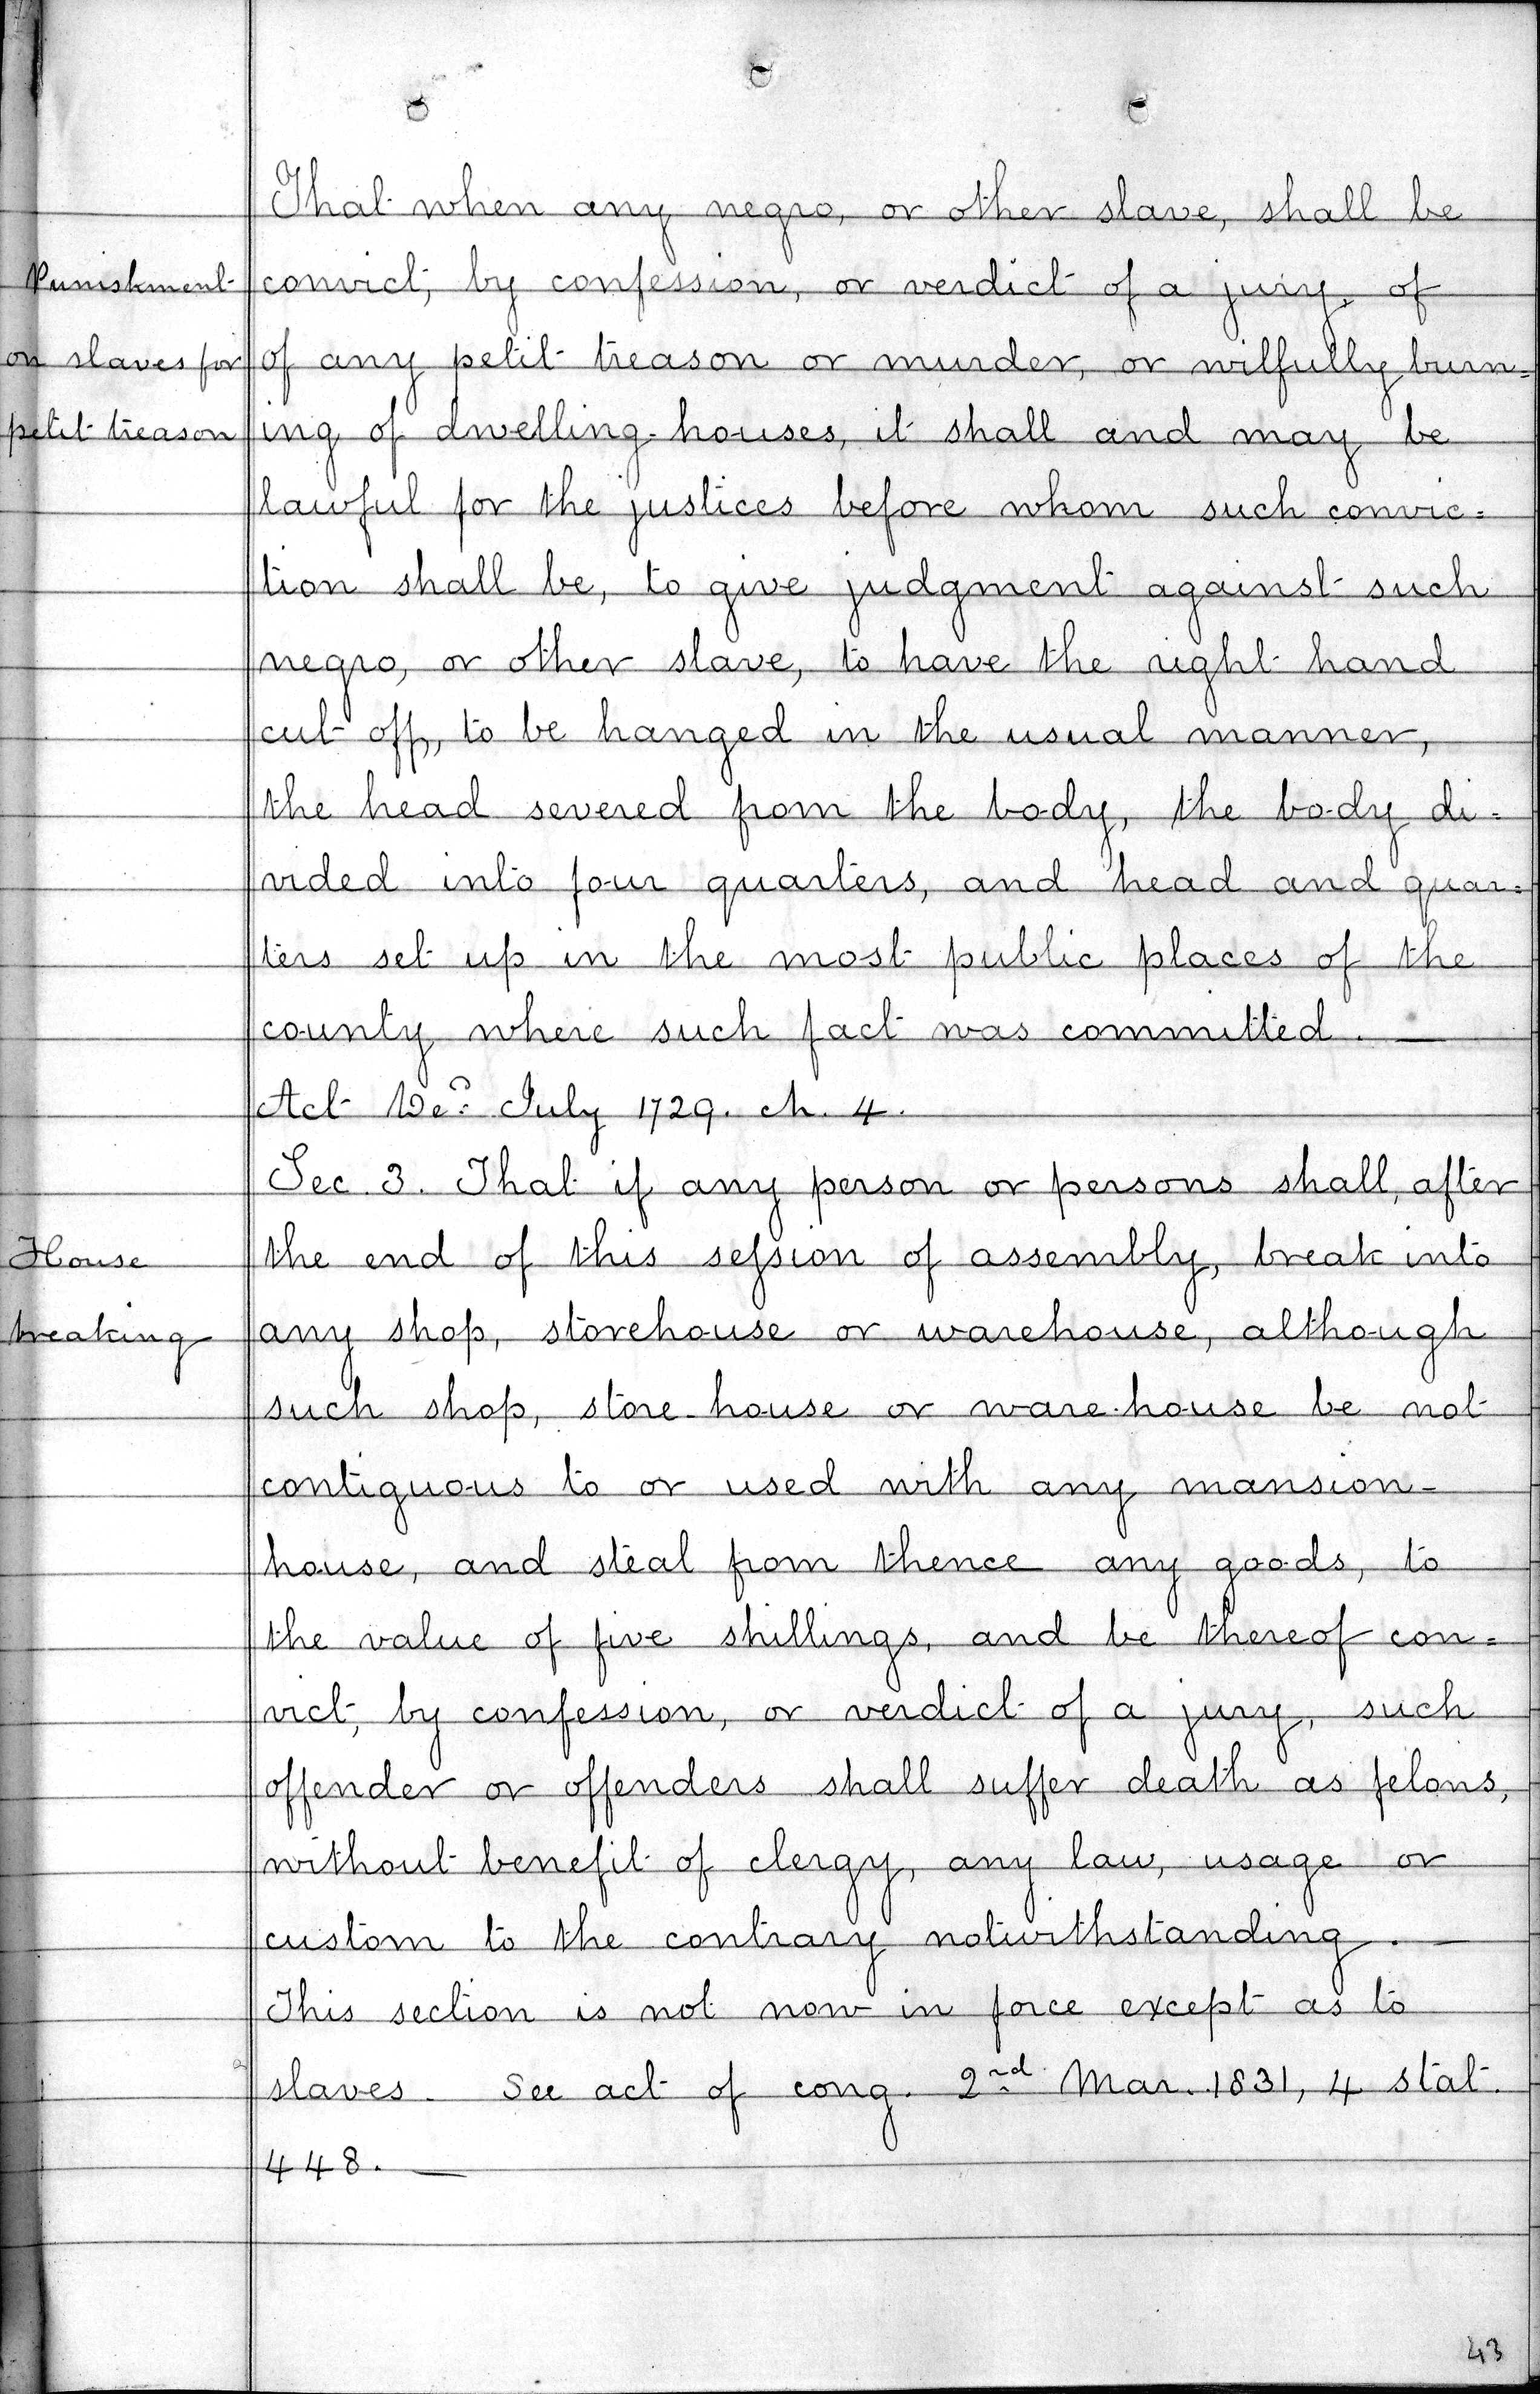 That when any negro, or other slave, shall be
Punishment
convict, by confession, or verdict of a jury, of
on slaves for
of any petit treason or murder, or wilfully burn=
petit treason
ing of dwelling-houses, it shall and may be
lawful for the justices before whom such convic=
tion shall be, to give judgment against such
negro, or other slave, to have the right hand
cut off, to be hanged in the usual manner,
the head severed from the body, the body di=
vided into four quarters, and head and quar=
ters set up in the most public places of the
county where such fact was committed. —
Act July 1729. ch. 4.
Sec. 3. That if any person or persons shall, after
House
the end of this session of assembly, break into
breaking
any shop, storehouse or warehouse, although
such shop, store-house or ware-house be not
contiguous to or used with any mansion-
house, and steal from thence any goods, to
the value of five shillings, and be thereof con=
vict, by confession, or verdict of a jury, such
offender or offenders shall suffer death as felons,
without benefit of clergy, any law, usage or
custom to the contrary notwithstanding. —
This section is not now in force except as to
slaves. See act of cong. 2nd Mar. 1831, 4 stat.
448. —
43